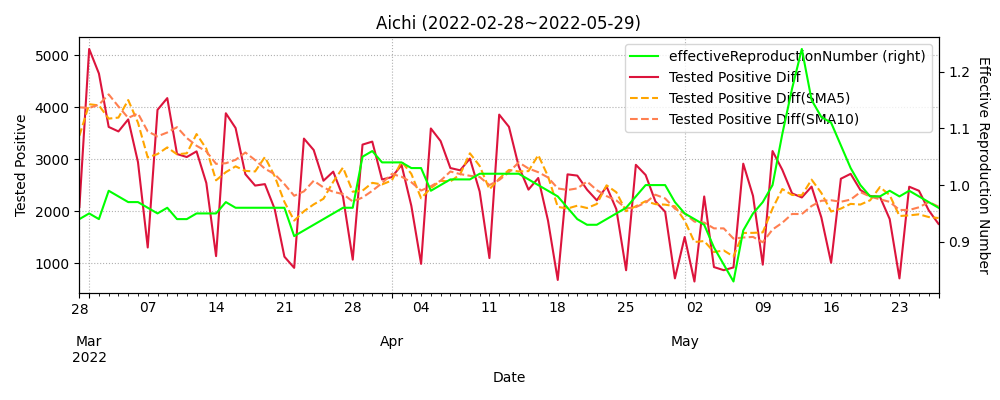 Aichi (2022-02-28~2022-05-29)
effectiveReproductionNumber (right)
Tested Positive Diff
Tested Positive Diff(SMA5)
Tested Positive Diff(SMA10)
Tested Positive
5000
4000
3000
2000
1000
Effective Reproduction Number
1.2
1.1
1.0
0.9
28 07 14 21 28 04 11 18 25 02 09 16 23
Mar Apr May
2022
Date